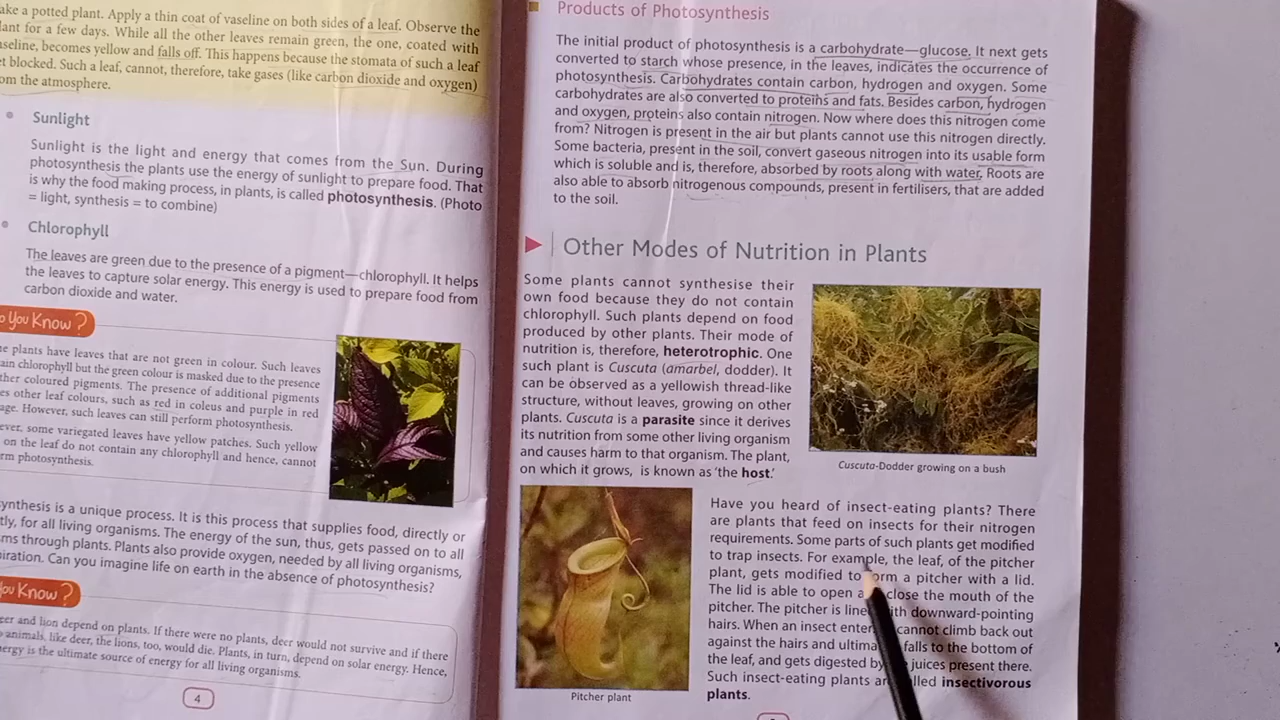 ake a potted plant. Apply a thin coat of vaseline on both sides of a leaf. Observe the
lant for a few days. While all the other leaves remain green, the one, coated with
aseline, becomes yellow and falls off. This happens because the stomata of such a leaf
et blocked. Such a leaf, cannot, therefore, take gases (like carbon dioxide and oxygen)
om the atmosphere.
Sunlight
Sunlight is the light and energy that comes from the Sun. During
photosynthesis the plants use the energy of sunlight to prepare food. That
is why the food making process, in plants, is called photosynthesis. (Photo
= light, synthesis = to combine)
Chlorophyll
The leaves are green due to the presence of a pigment—chlorophyll. It helps
the leaves to capture solar energy. This energy is used to prepare food from
carbon dioxide and water.
o You Know?
e plants have leaves that are not green in colour. Such leaves
ain chlorophyll but the green colour is masked due to the presence
ther coloured pigments. The presence of additional pigments
es other leaf colours, such as red in coleus and purple in red
age. However, such leaves can still perform photosynthesis.
ever, some variegated leaves have yellow patches. Such yellow
on the leaf do not contain any chlorophyll and hence, cannot
rm photosynthesis.
ynthesis is a unique process. It is this process that supplies food, directly or
tly, for all living organisms. The energy of the sun, thus, gets passed on to all
ms through plants. Plants also provide oxygen, needed by all living organisms,
piration. Can you imagine life on earth in the absence of photosynthesis?
You Know?
eer and lion depend on plants. If there were no plants, deer would not survive and if there
o animals, like deer, the lions, too, would die. Plants, in turn, depend on solar energy. Hence,
ergy is the ultimate source of energy for all living organisms.
4
Products of Photosynthesis
The initial product of photosynthesis is a carbohydrate—glucose. It next gets
converted to starch whose presence, in the leaves, indicates the occurrence of
photosynthesis. Carbohydrates contain carbon, hydrogen and oxygen. Some
carbohydrates are also converted to proteins and fats. Besides carbon, hydrogen
and oxygen, proteins also contain nitrogen. Now where does this nitrogen come
from? Nitrogen is present in the air but plants cannot use this nitrogen directly.
Some bacteria, present in the soil, convert gaseous nitrogen into its usable form
which is soluble and is, therefore, absorbed by roots along with water. Roots are
also able to absorb nitrogenous compounds, present in fertilisers, that are added
to the soil.
Other Modes of Nutrition in Plants
Some plants cannot synthesise their
own food because they do not contain
chlorophyll. Such plants depend on food
produced by other plants. Their mode of
nutrition is, therefore, heterotrophic. One
such plant is Cuscuta (amarbel, dodder). It
can be observed as a yellowish thread-like
structure, without leaves, growing on other
plants. Cuscuta is a parasite since it derives
its nutrition from some other living organism
and causes harm to that organism. The plant,
on which it grows, is known as 'the host.'
Cuscuta-Dodder growing on a bush
Have you heard of insect-eating plants? There
are plants that feed on insects for their nitrogen
requirements. Some parts of such plants get modified
to trap insects. For example, the leaf, of the pitcher
plant, gets modified to orm a pitcher with a lid.
The lid is able to open a close the mouth of the
pitcher. The pitcher is line ith downward-pointing
hairs. When an insect enter cannot climb back out
against the hairs and ultima falls to the bottom of
the leaf, and gets digested by juices present there.
Such insect-eating plants ar lled insectivorous
plants.
Pitcher plant